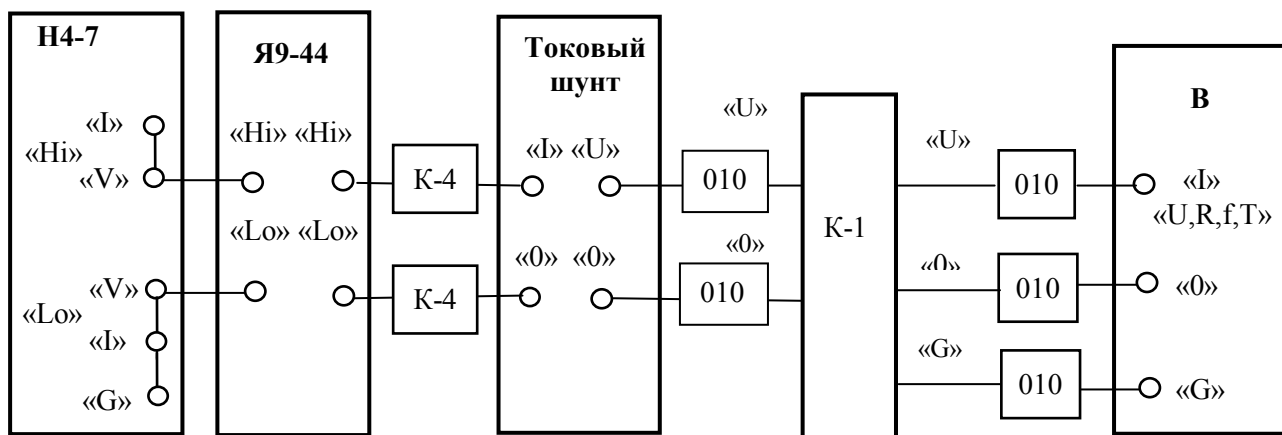 Н4-7
«I»
«Hi»
«V»
«V»
«Lo»
«I»
«G»
Я9-44
«Hi» «Hi»
«Lo» «Lo»
К-4
К-4
Токовый
шунт
«I» «U»
«0» «0»
«U»
010
«0»
010
К-1
«U»
010
«0»
010
«G»
010
В
«I»
«U,R,f,T»
«0»
«G»